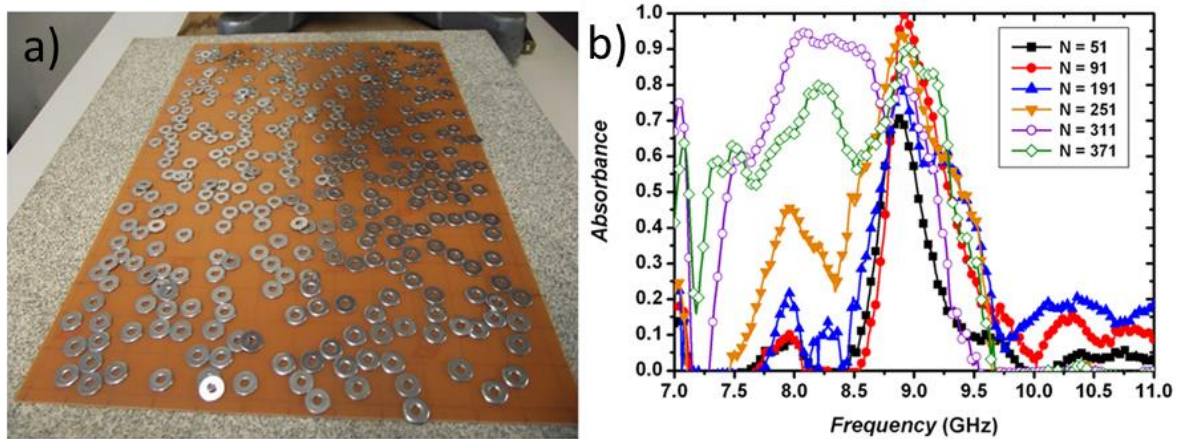 a)
b)
1.0
0.9
0.8
0.7
0.6
0.5
0.4
0.3
0.2
0.1
0.0
Absorbance
N = 51
N = 91
N = 191
N = 251
N = 311
N = 371
7.0 7.5 8.0 8.5 9.0 9.5 10.0 10.5 11.0
Frequency (GHz)